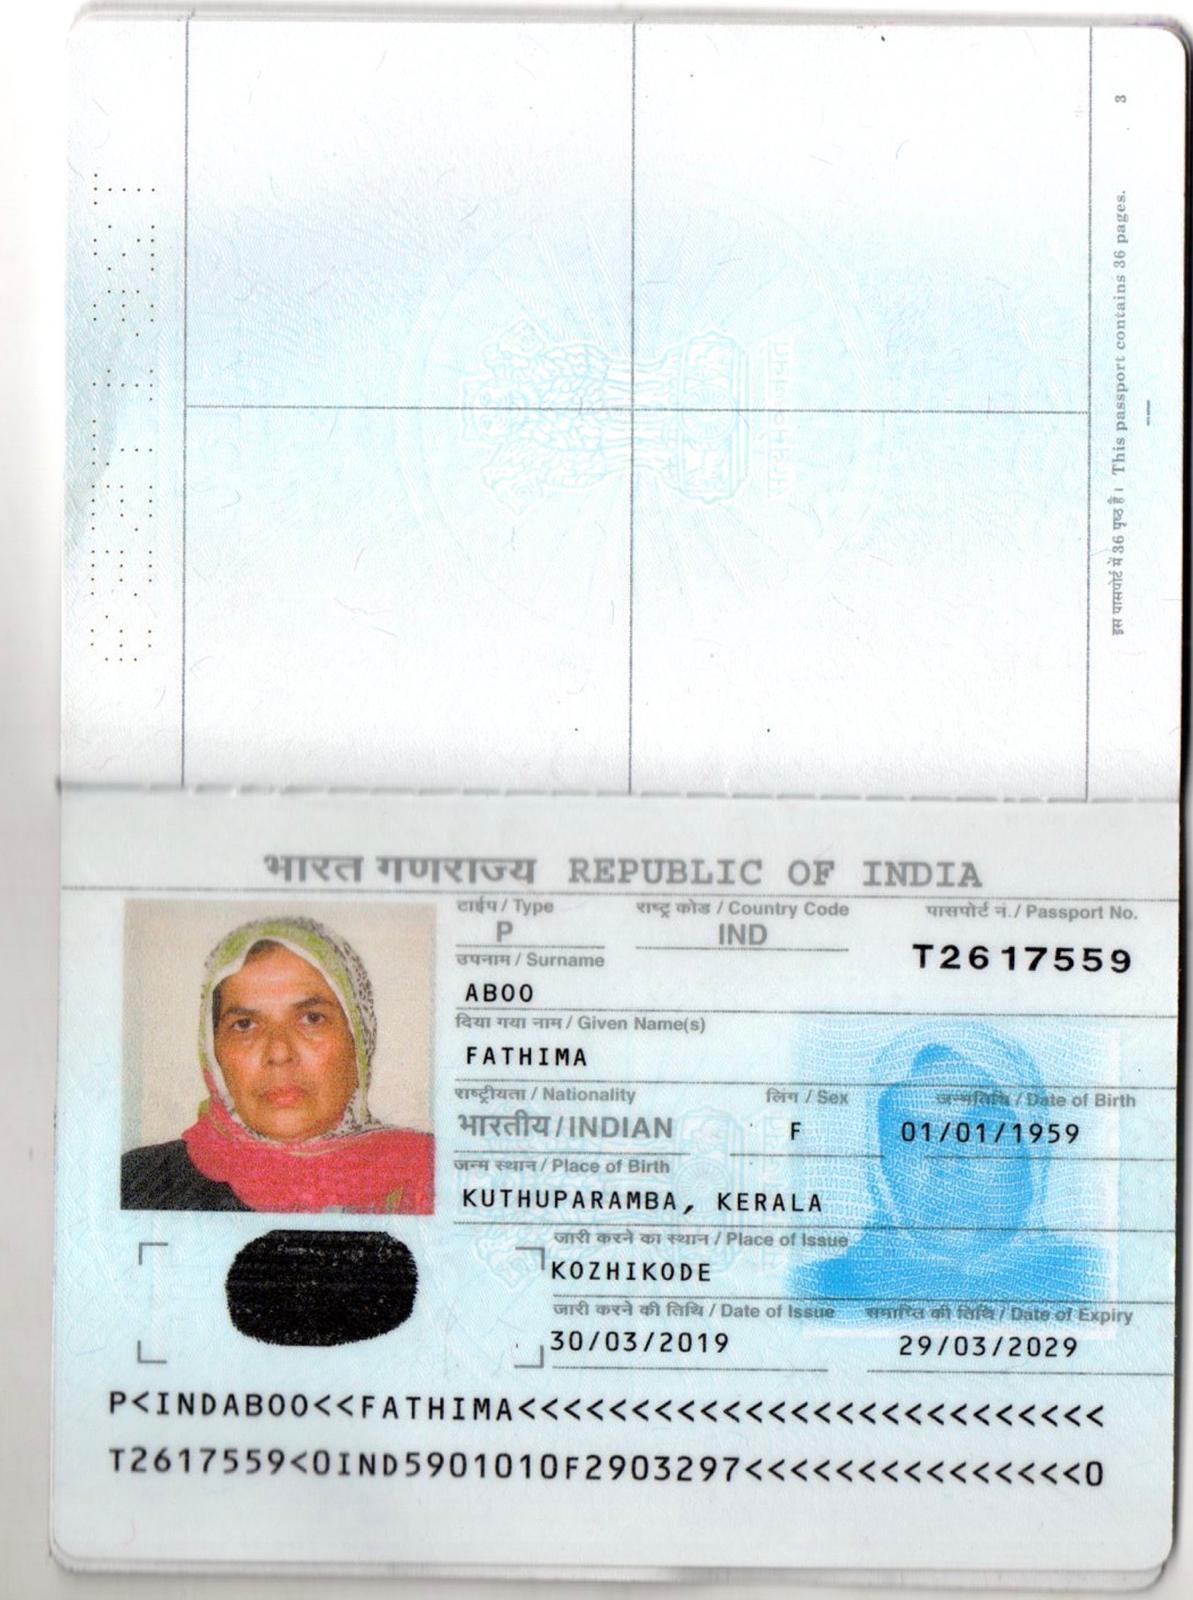 3
इस पासपोर्ट में 36 पृष्ठ हैं। This passport contains 36 pages.
भारत गणराज्य REPUBLIC OF INDIA
टाईप / Type
राष्ट्र कोड / Country Code
पासपोर्ट नं. / Passport No.
P
IND
T2617559
उपनाम / Surname
ABOO
दिया गया नाम / Given Name(s)
FATHIMA
राष्ट्रीयता / Nationality
लिंग / Sex
जन्मतिथि / Date of Birth
भारतीय / INDIAN
F
01/01/1959
जन्म स्थान / Place of Birth
KUTHUPARAMBA, KERALA
जारी करने का स्थान / Place of Issue
KOZHIKODE
जारी करने की तिथि / Date of Issue
समाप्ति की तिथि / Date of Expiry
30/03/2019
29/03/2029
P<INDABOO<<FATHIMA<<<<<<<<<<<<<<<<<<<<<<<<<<
T2617559<0IND5901010F2903297<<<<<<<<<<<<<<<0